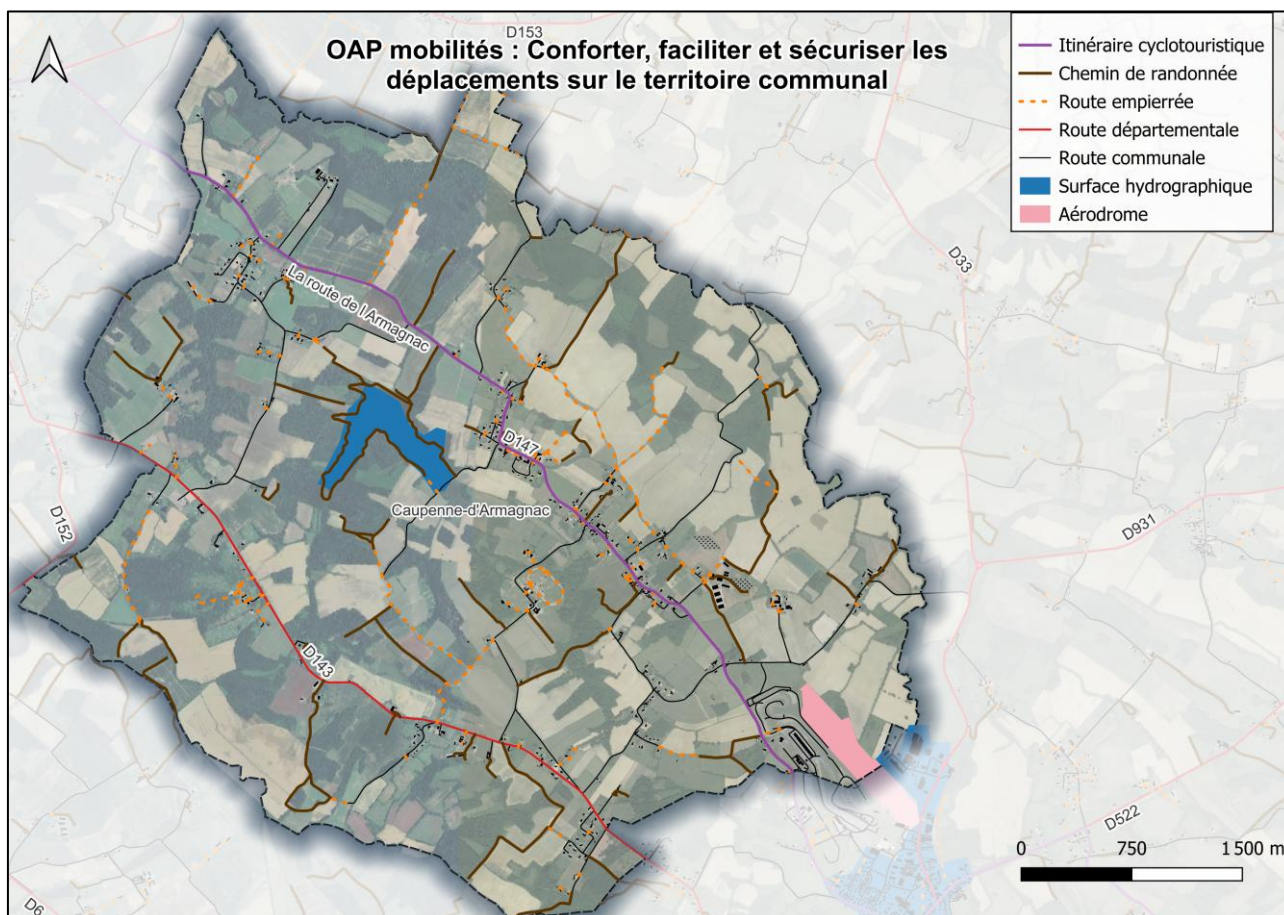 D153
OAP mobilités : Conforter, faciliter et sécuriser les
déplacements sur le territoire communal
Itinéraire cyclotouristique
Chemin de randonnée
Route empierrée
Route départementale
Route communale
Surface hydrographique
Aérodrome
D33
La route de l Armagnac
D147
D152
Caupenne-d'Armagnac
D931
D143
D522
0 750 1 500 m
D6